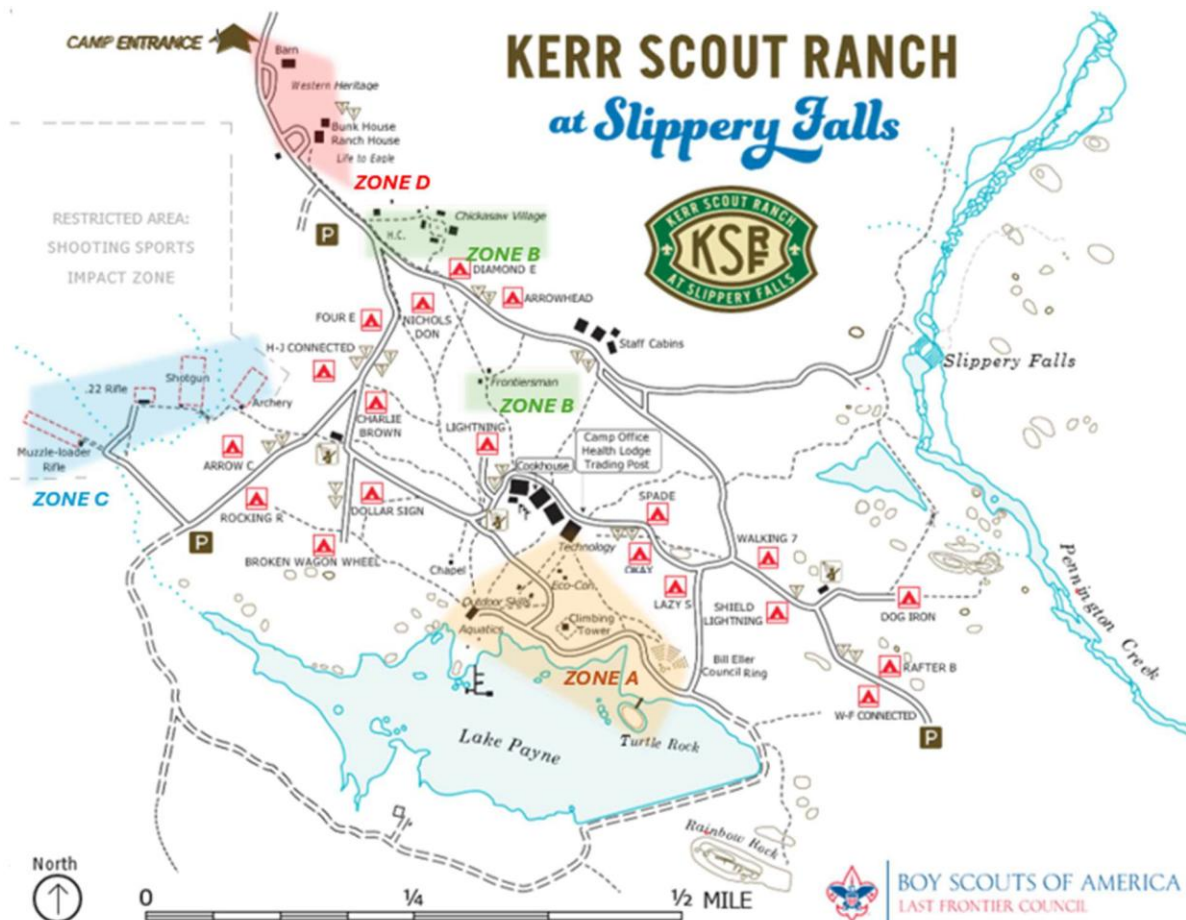 KERR SCOUT RANCH
at Slippery Falls
CAMP ENTRANCE
Barn
Western Heritage
Bunk House
Ranch House
Life to Eagle
ZONE D
KERR SCOUT RANCH
KSR
F
AT SLIPPERY FALLS
RESTRICTED AREA:
SHOOTING SPORTS
IMPACT ZONE
P
H.C.
Chickasaw Village
ZONE B
DIAMOND E
ARROWHEAD
FOUR E
NICHOLS
DON
Staff Cabins
H-J CONNECTED
Slippery Falls
.22 Rifle
Shotgun
Archery
Frontiersman
ZONE B
CHARLIE
BROWN
LIGHTNING
Camp Office
Health Lodge
Trading Post
Muzzle-loader
Rifle
ARROW C
Cookhouse
ZONE C
ROCKING R
DOLLAR SIGN
SPADE
P
BROKEN WAGON WHEEL
Technology
OKAY
WALKING 7
Chapel
Eco-Con.
Outdoor Skills
LAZY S
SHIELD
LIGHTNING
DOG IRON
Pennington Creek
Aquatics
Climbing
Tower
Bill Eller
Council Ring
RAFTER B
ZONE A
W-F CONNECTED
P
Lake Payne
Turtle Rock
Rainbow Rock
North
0
1/4
1/2 MILE
BOY SCOUTS OF AMERICA
LAST FRONTIER COUNCIL